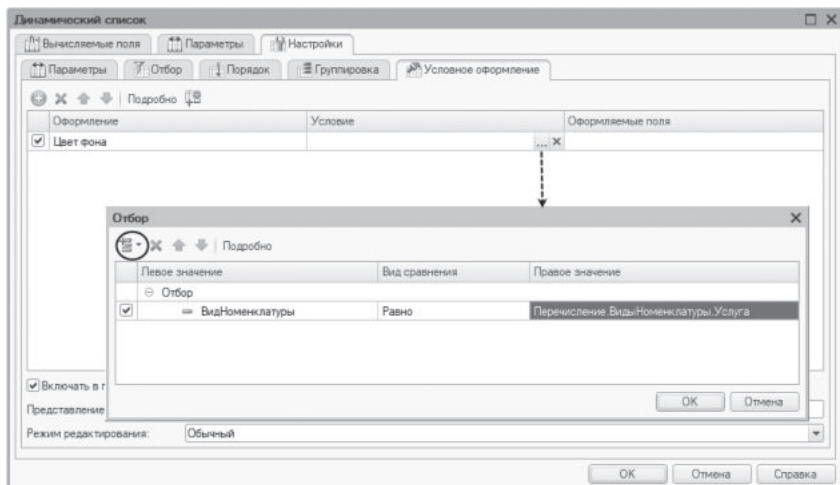 Динамический список
Вычисляемые поля Параметры Настройки
Параметры Отбор Порядок Группировка Условное оформление
Подробно
Оформление Условие Оформляемые поля
Цвет фона ...
Отбор
Подробно
Левое значение Вид сравнения Правое значение
Отбор
ВидНоменклатуры Равно Перечисление.ВидыНоменклатуры.Услуга
OK Отмена
Включать в
Представление
Режим редактирования: Обычный
OK Отмена Справка